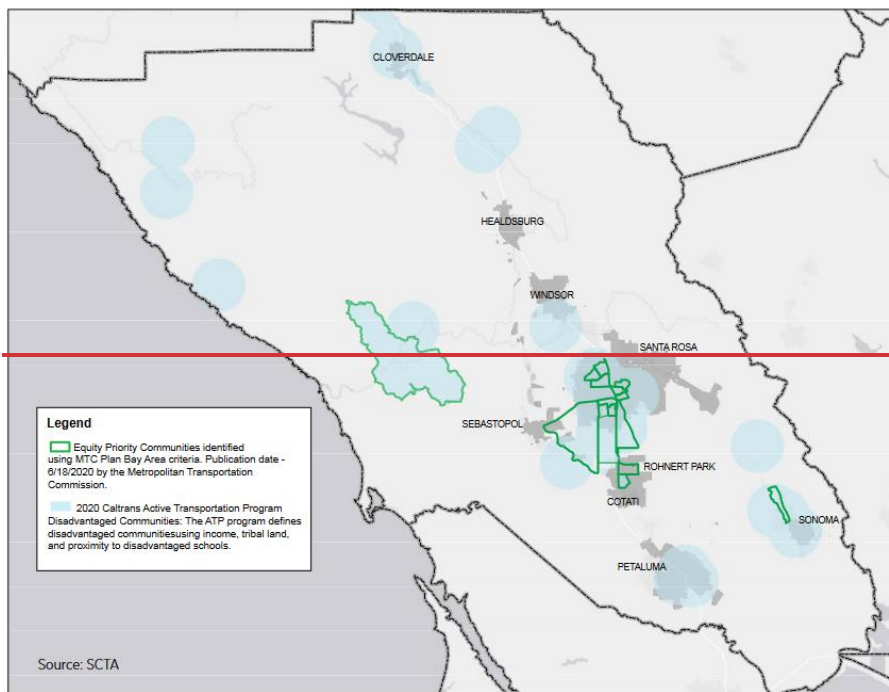 CLOVERDALE
HEALDSBURG
WINDSOR
SANTA ROSA
SEBASTOPOL
ROHNERT PARK
COTATI
SONOMA
PETALUMA
Legend
Equity Priority Communities identified
using MTC Plan Bay Area criteria. Publication date -
6/18/2020 by the Metropolitan Transportation
Commission.
2020 Caltrans Active Transportation Program
Disadvantaged Communities: The ATP program defines
disadvantaged communitiesusing income, tribal land,
and proximity to disadvantaged schools.
Source: SCTA